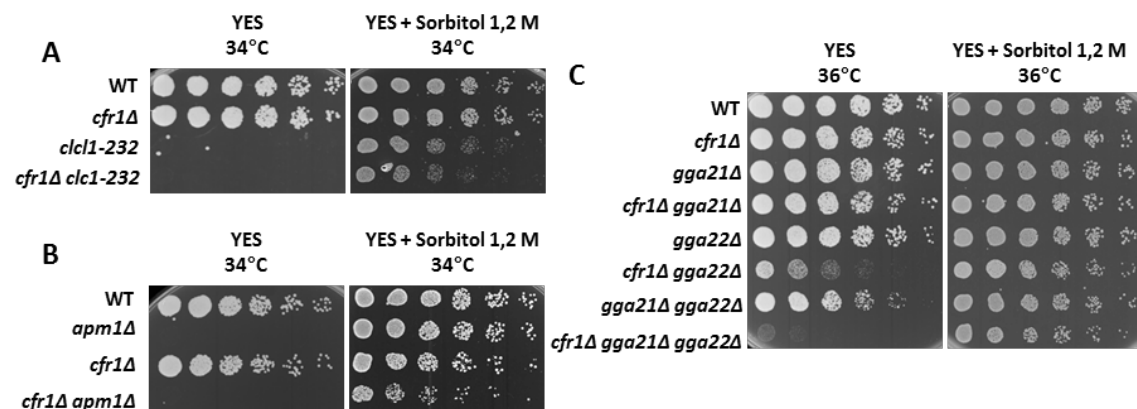 A
YES
34°C
YES + Sorbitol 1,2 M
34°C
WT
cfr1Δ
clcl1-232
cfr1Δ clc1-232
B
YES
34°C
YES + Sorbitol 1,2 M
34°C
WT
apm1Δ
cfr1Δ
cfr1Δ apm1Δ
C
YES
36°C
YES + Sorbitol 1,2 M
36°C
WT
cfr1Δ
gga21Δ
cfr1Δ gga21Δ
gga22Δ
cfr1Δ gga22Δ
gga21Δ gga22Δ
cfr1Δ gga21Δ gga22Δ